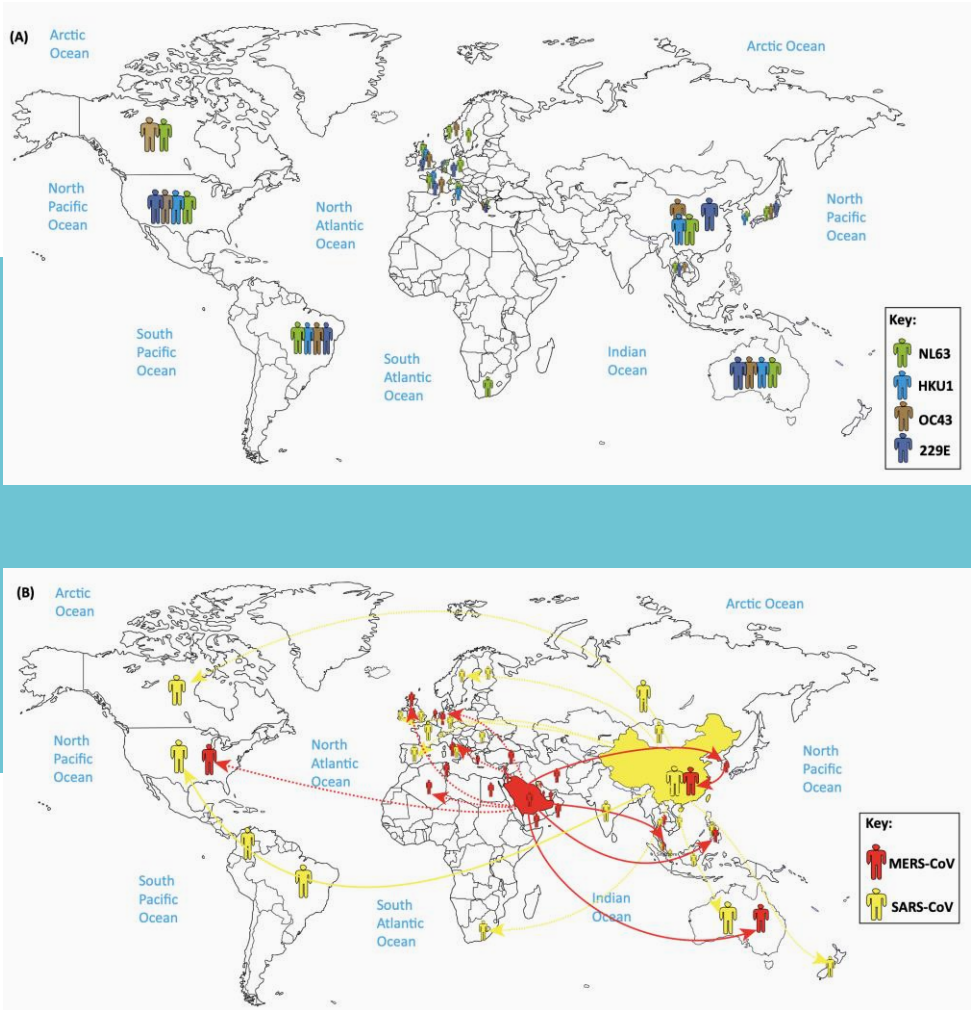 (A)
Arctic
Ocean
Arctic Ocean
North
Pacific
Ocean
North
Atlantic
Ocean
North
Pacific
Ocean
South
Pacific
Ocean
South
Atlantic
Ocean
Indian
Ocean
Key:
NL63
HKU1
OC43
229E
(B)
Arctic
Ocean
Arctic Ocean
North
Pacific
Ocean
North
Atlantic
Ocean
North
Pacific
Ocean
South
Pacific
Ocean
South
Atlantic
Ocean
Indian
Ocean
Key:
MERS-CoV
SARS-CoV